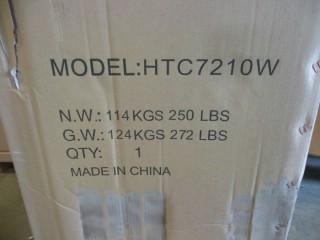 MODEL:HTC7210W
N.W.: 114KGS 250 LBS
G.W.: 124KGS 272 LBS
QTY: 1
MADE IN CHINA